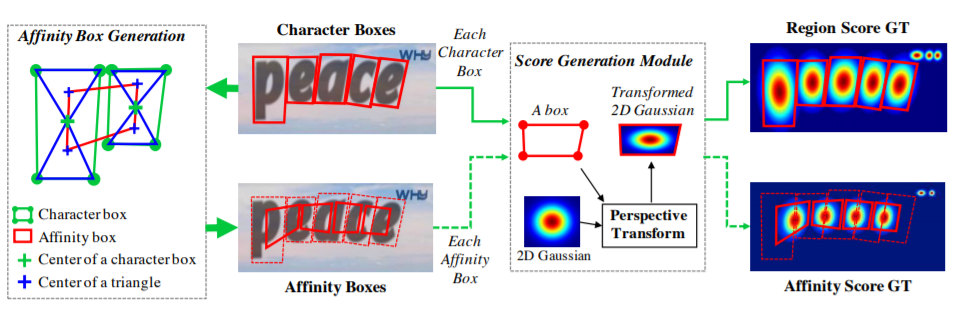 Affinity Box Generation
Character box
Affinity box
Center of a character box
Center of a triangle
Character Boxes
peace
WHY
peace
WHY
Affinity Boxes
Each
Character
Box
Each
Affinity
Box
Score Generation Module
A box
Transformed
2D Gaussian
2D Gaussian
Perspective
Transform
Region Score GT
Affinity Score GT